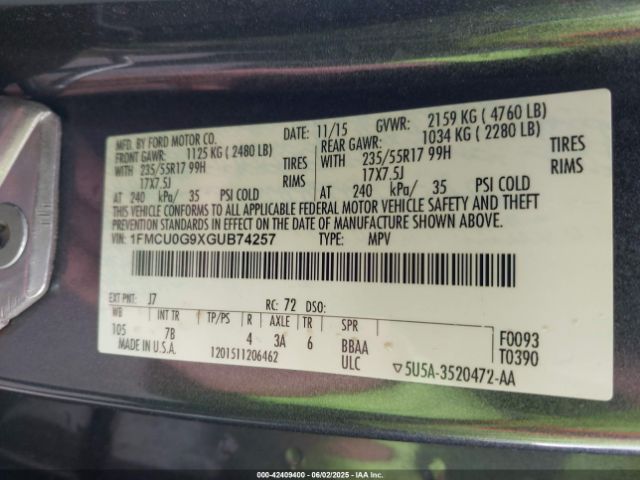 MFD. BY FORD MOTOR CO.
DATE: 11/15 GVWR: 2159 KG ( 4760 LB)
FRONT GAWR: 1125 KG ( 2480 LB)
REAR GAWR: 1034 KG ( 2280 LB)
WITH 235/55R17 99H TIRES
17X7.5J RIMS
AT 240 kPa/ 35 PSI COLD
WITH 235/55R17 99H TIRES
17X7.5J RIMS
AT 240 kPa/ 35 PSI COLD
THIS VEHICLE CONFORMS TO ALL APPLICABLE FEDERAL MOTOR VEHICLE SAFETY AND THEFT
PREVENTION STANDARDS IN EFFECT ON THE DATE OF MANUFACTURE SHOWN ABOVE.
VIN: 1FMCU0G9XGUB74257 TYPE: MPV
EXT PNT: J7 RC: 72 DSO:
WB INT TR TP/PS R AXLE TR SPR
105 7B 4 3A 6 BBAA
F0093
T0390
MADE IN U.S.A. 1201511206462 ULC ▽5U5A-3520472-AA
000-42409400 | 06/02/2025 | IAA Inc.